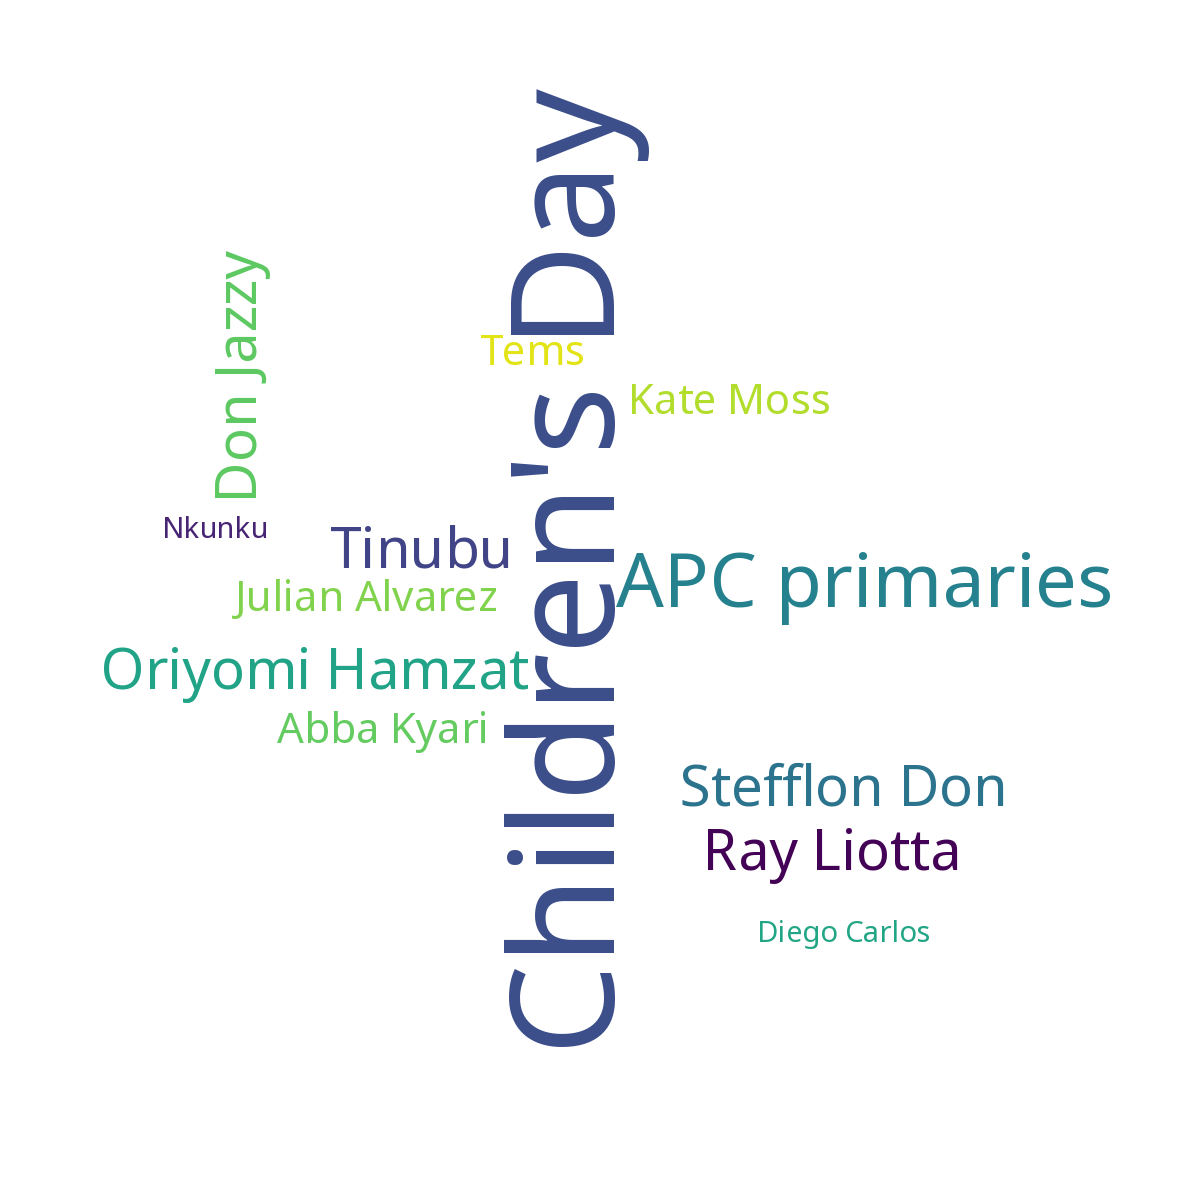 Children's Day
Don Jazzy
Tems
Kate Moss
Nkunku
Tinubu
APC primaries
Julian Alvarez
Oriyomi Hamzat
Abba Kyari
Stefflon Don
Ray Liotta
Diego Carlos